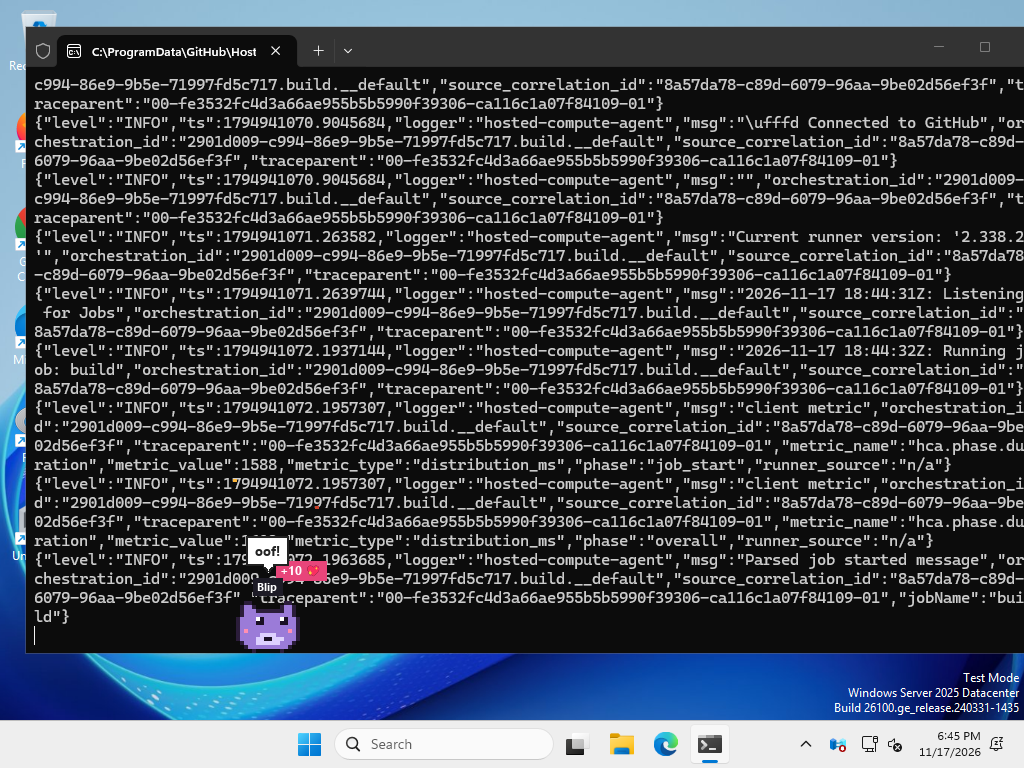 C:\ProgramData\GitHub\Host
c994-86e9-9b5e-71997fd5c717.build.__default","source_correlation_id":"8a57da78-c89d-6079-96aa-9be02d56ef3f","t
raceparent":"00-fe3532fc4d3a66ae955b5b5990f39306-ca116c1a07f84109-01"}
{"level":"INFO","ts":1794941070.9045684,"logger":"hosted-compute-agent","msg":"\ufffd Connected to GitHub","or
chestration_id":"2901d009-c994-86e9-9b5e-71997fd5c717.build.__default","source_correlation_id":"8a57da78-c89d-
6079-96aa-9be02d56ef3f","traceparent":"00-fe3532fc4d3a66ae955b5b5990f39306-ca116c1a07f84109-01"}
{"level":"INFO","ts":1794941070.9045684,"logger":"hosted-compute-agent","msg":"","orchestration_id":"2901d009-
c994-86e9-9b5e-71997fd5c717.build.__default","source_correlation_id":"8a57da78-c89d-6079-96aa-9be02d56ef3f","t
raceparent":"00-fe3532fc4d3a66ae955b5b5990f39306-ca116c1a07f84109-01"}
{"level":"INFO","ts":1794941071.263582,"logger":"hosted-compute-agent","msg":"Current runner version: '2.338.2
'","orchestration_id":"2901d009-c994-86e9-9b5e-71997fd5c717.build.__default","source_correlation_id":"8a57da78
-c89d-6079-96aa-9be02d56ef3f","traceparent":"00-fe3532fc4d3a66ae955b5b5990f39306-ca116c1a07f84109-01"}
{"level":"INFO","ts":1794941071.2639744,"logger":"hosted-compute-agent","msg":"2026-11-17 18:44:31Z: Listening
for Jobs","orchestration_id":"2901d009-c994-86e9-9b5e-71997fd5c717.build.__default","source_correlation_id":"
8a57da78-c89d-6079-96aa-9be02d56ef3f","traceparent":"00-fe3532fc4d3a66ae955b5b5990f39306-ca116c1a07f84109-01"}
{"level":"INFO","ts":1794941072.1937144,"logger":"hosted-compute-agent","msg":"2026-11-17 18:44:32Z: Running j
ob: build","orchestration_id":"2901d009-c994-86e9-9b5e-71997fd5c717.build.__default","source_correlation_id":"
8a57da78-c89d-6079-96aa-9be02d56ef3f","traceparent":"00-fe3532fc4d3a66ae955b5b5990f39306-ca116c1a07f84109-01"}
{"level":"INFO","ts":1794941072.1957307,"logger":"hosted-compute-agent","msg":"client metric","orchestration_i
d":"2901d009-c994-86e9-9b5e-71997fd5c717.build.__default","source_correlation_id":"8a57da78-c89d-6079-96aa-9be
02d56ef3f","traceparent":"00-fe3532fc4d3a66ae955b5b5990f39306-ca116c1a07f84109-01","metric_name":"hca.phase.du
ration","metric_value":1588,"metric_type":"distribution_ms","phase":"job_start","runner_source":"n/a"}
{"level":"INFO","ts":1794941072.1957307,"logger":"hosted-compute-agent","msg":"client metric","orchestration_i
d":"2901d009-c994-86e9-9b5e-71997fd5c717.build.__default","source_correlation_id":"8a57da78-c89d-6079-96aa-9be
02d56ef3f","traceparent":"00-fe3532fc4d3a66ae955b5b5990f39306-ca116c1a07f84109-01","metric_name":"hca.phase.du
ration","metric_value": "metric_type":"distribution_ms","phase":"overall","runner_source":"n/a"}
{"level":"INFO","ts": 1963685,"logger":"hosted-compute-agent","msg":"Parsed job started message","or
chestration_id":"2901d009-c994-86e9-9b5e-71997fd5c717.build.__default","source_correlation_id":"8a57da78-c89d-
6079-96aa-9be02d56ef3f","traceparent":"00-fe3532fc4d3a66ae955b5b5990f39306-ca116c1a07f84109-01","jobName":"bui
ld"}
oof!
+10
Blip
Test Mode
Windows Server 2025 Datacenter
Build 26100.ge_release.240331-1435
Search
6:45 PM
11/17/2026